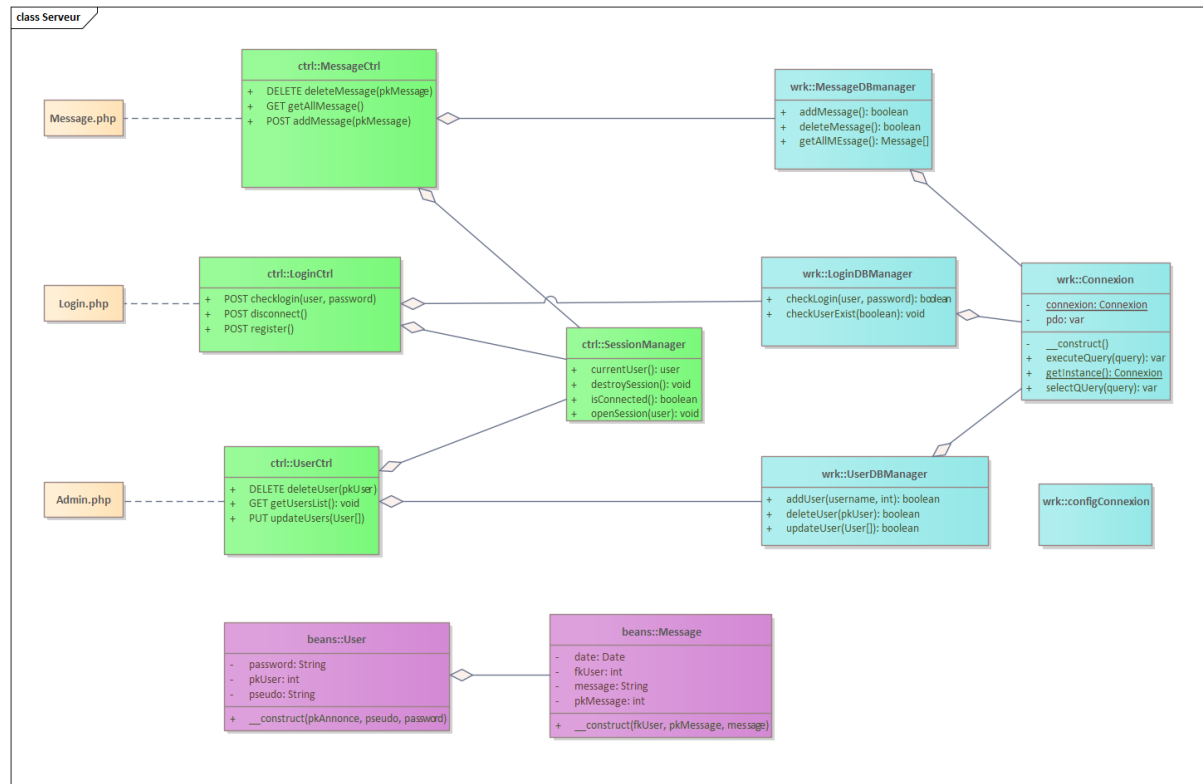 class Serveur
ctrl::MessageCtrl
+ DELETE deleteMessage(pkMessage)
+ GET getAllMessage()
+ POST addMessage(pkMessage)
wrk::MessageDBmanager
+ addMessage(): boolean
+ deleteMessage(): boolean
+ getAllMEssage(): Message[]
Message.php
ctrl::LoginCtrl
+ POST checklogin(user, password)
+ POST disconnect()
+ POST register()
wrk::LoginDBManager
+ checkLogin(user, password): boolean
+ checkUserExist(boolean): void
wrk::Connexion
- connexion: Connexion
- pdo: var
- __construct()
+ executeQuery(query): var
+ getInstance(): Connexion
+ selectQUery(query): var
Login.php
ctrl::SessionManager
+ currentUser(): user
+ destroySession(): void
+ isConnected(): boolean
+ openSession(user): void
ctrl::UserCtrl
+ DELETE deleteUser(pkUser)
+ GET getUsersList(): void
+ PUT updateUsers(User[])
wrk::UserDBManager
+ addUser(username, int): boolean
+ deleteUser(pkUser): boolean
+ updateUser(User[]): boolean
Admin.php
wrk::configConnexion
beans::User
- password: String
- pkUser: int
- pseudo: String
+ __construct(pkAnnonce, pseudo, password)
beans::Message
- date: Date
- fkUser: int
- message: String
- pkMessage: int
+ __construct(fkUser, pkMessage, message)